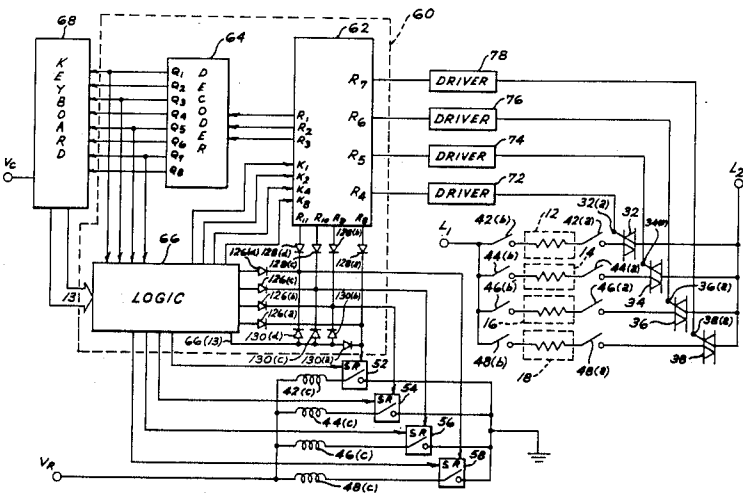 60
68
64
62
78
KEYBOARD
Q1
Q2
Q3
Q4
Q5
Q6
Q7
Q8
DECODER
R1
R2
R3
K1
K2
K4
K8
R7
R6
R5
R4
R11 R10 R9 R8
DRIVER
76
DRIVER
74
DRIVER
72
DRIVER
VC
L2
L1
42(b)
12
42(a)
32(a)
32
34(a)
44(b)
14
44(a)
34
46(b)
46(a)
36(a)
16
36
38(a)
48(b)
18
48(a)
38
66
LOGIC
13
126(d)
128(d)
128(c)
128(b)
128(a)
126(c)
126(b)
126(a)
66(13)
130(d)
130(c)
130(a)
130(b)
SR
52
42(c)
SR
54
44(c)
SR
56
46(c)
SR
58
VR
48(c)